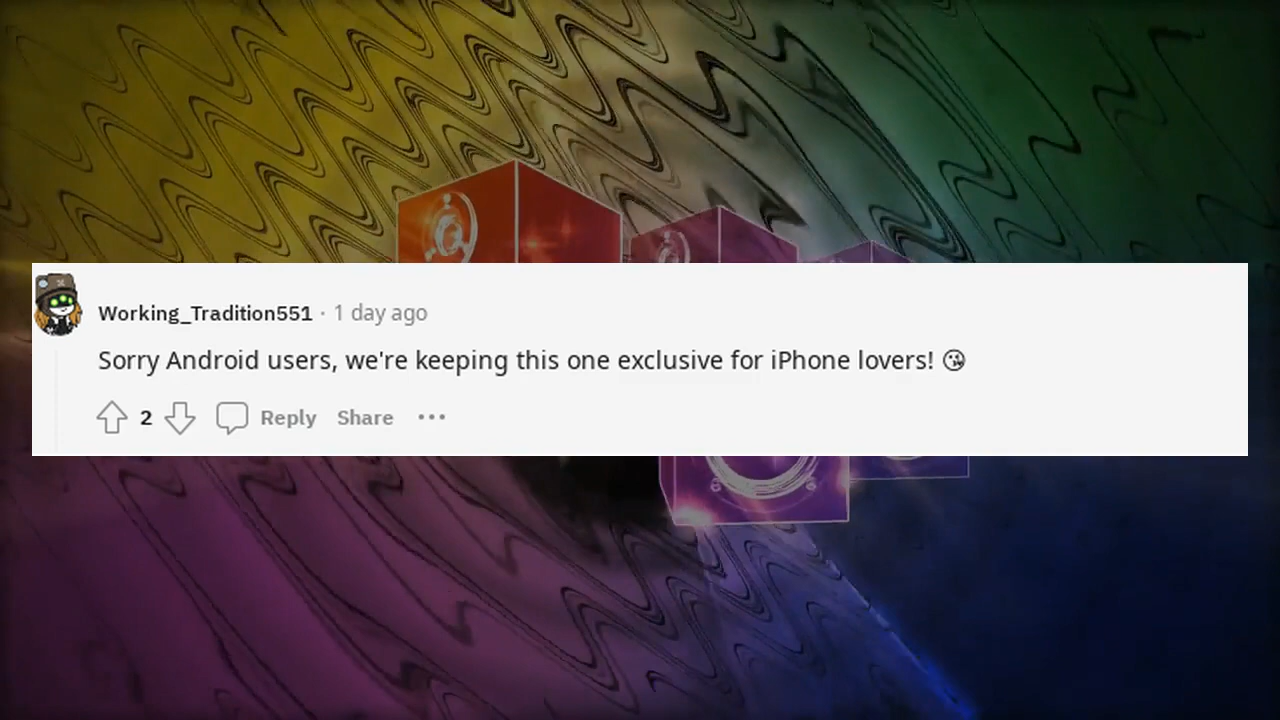 Working_Tradition551 · 1 day ago
Sorry Android users, we're keeping this one exclusive for iPhone lovers! 😘
2 Reply Share ···